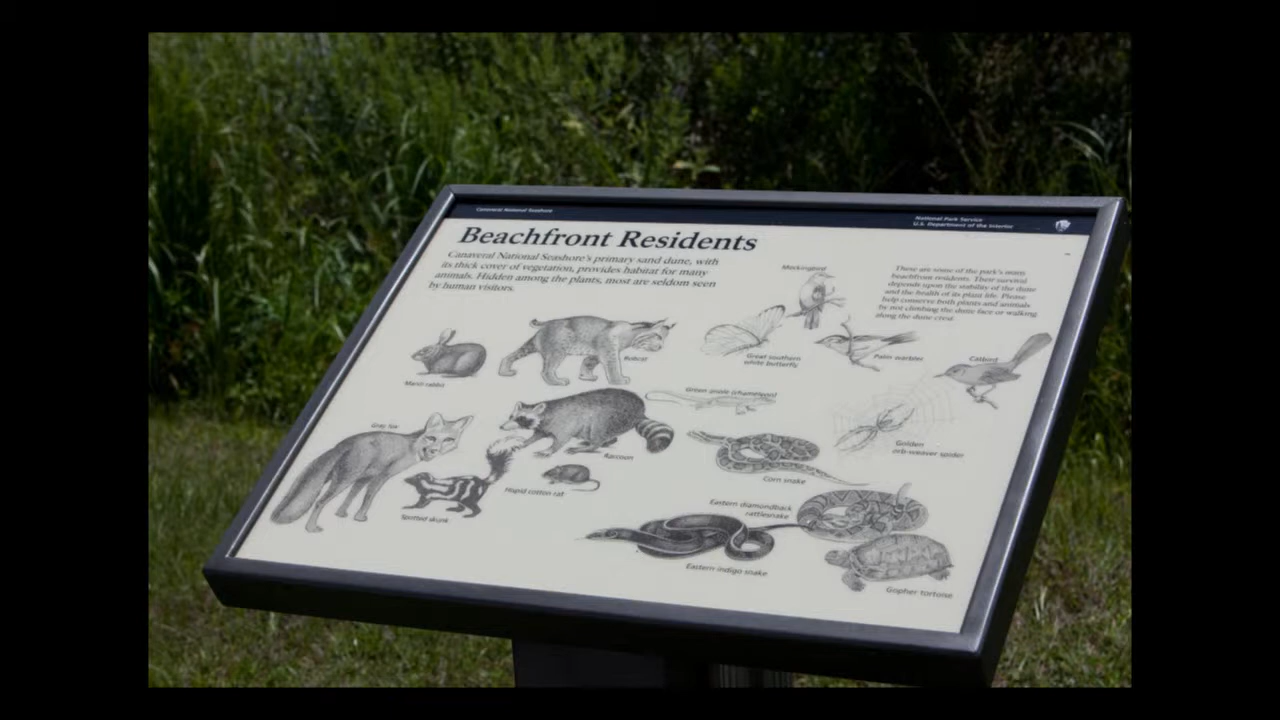 Canaveral National Seashore
National Park Service
U.S. Department of the Interior
Beachfront Residents
Canaveral National Seashore's primary sand dune, with
its thick cover of vegetation, provides habitat for many
animals. Hidden among the plants, most are seldom seen
by human visitors.
These are some of the park's many
beachfront residents. Their survival
depends upon the stability of the dune
and the health of its plant life. Please
help conserve both plants and animals
by not climbing the dune face or walking
along the dune crest.
Mockingbird
Marsh rabbit
Bobcat
Great southern
white butterfly
Palm warbler
Catbird
Green anole (chameleon)
Gray fox
Raccoon
Golden
orb-weaver spider
Corn snake
Hispid cotton rat
Spotted skunk
Eastern diamondback
rattlesnake
Eastern indigo snake
Gopher tortoise